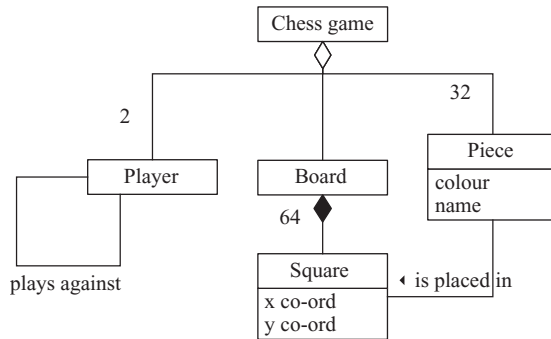 Chess game
2
32
Player
Board
Piece
colour
name
64
plays against
Square
x co-ord
y co-ord
is placed in